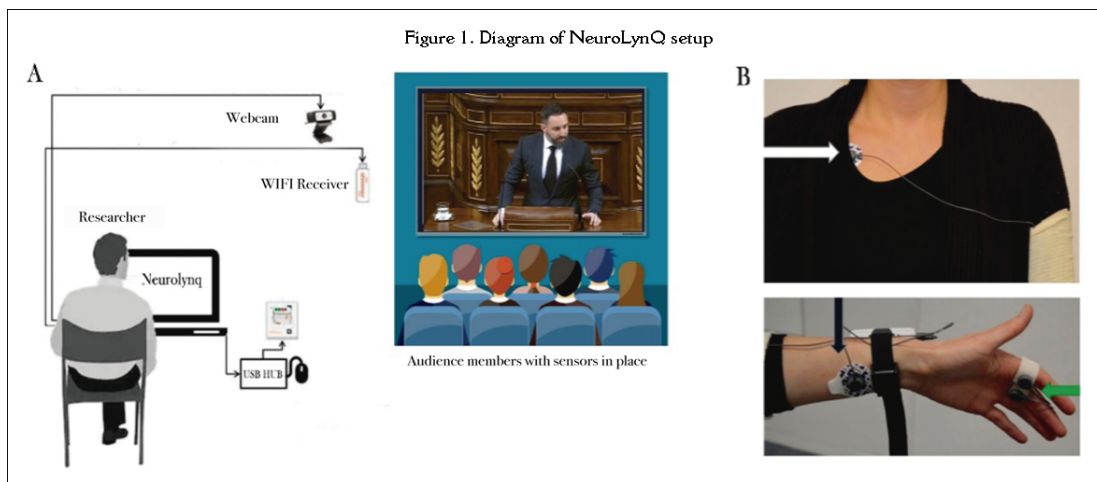 Figure 1. Diagram of NeuroLynQ setup
A
B
Webcam
WIFI Receiver
Researcher
Neurolynq
USB HUB
Audience members with sensors in place